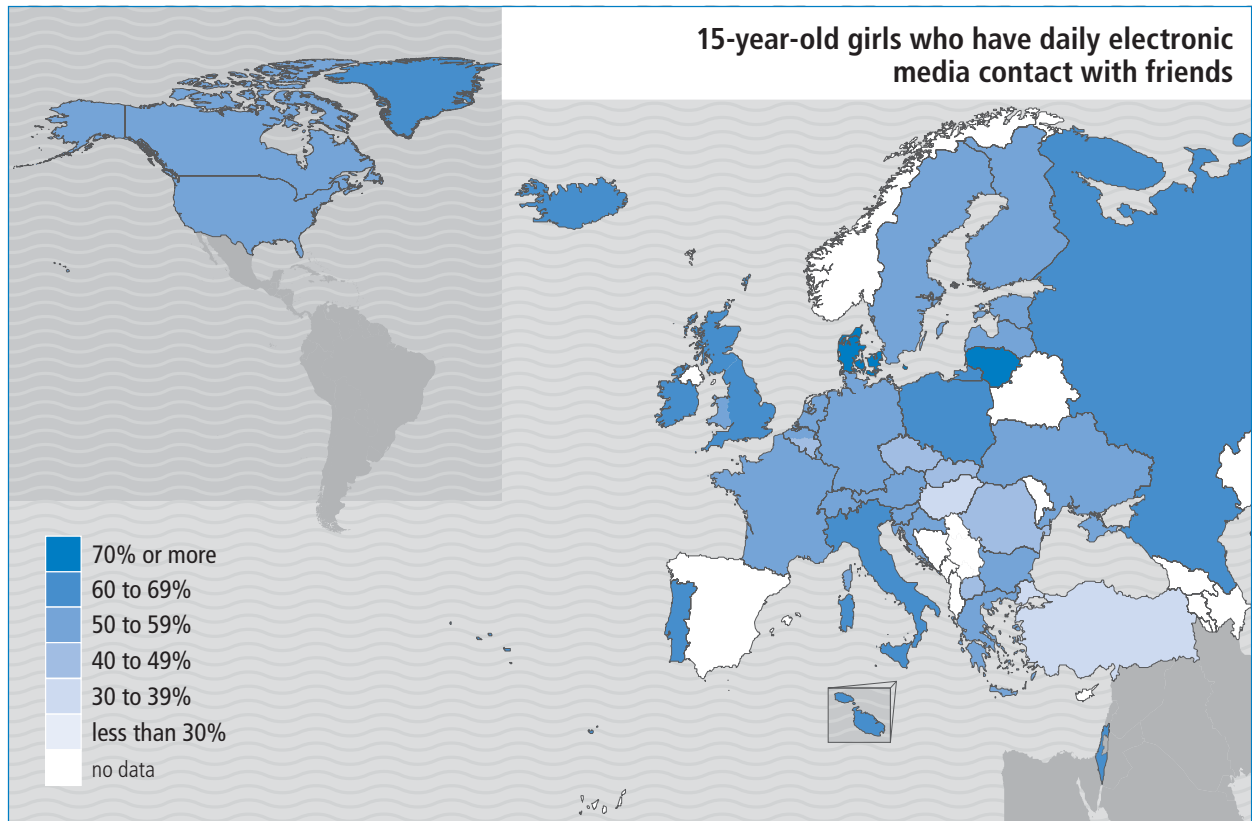 15-year-old girls who have daily electronic
media contact with friends
70% or more
60 to 69%
50 to 59%
40 to 49%
30 to 39%
less than 30%
no data